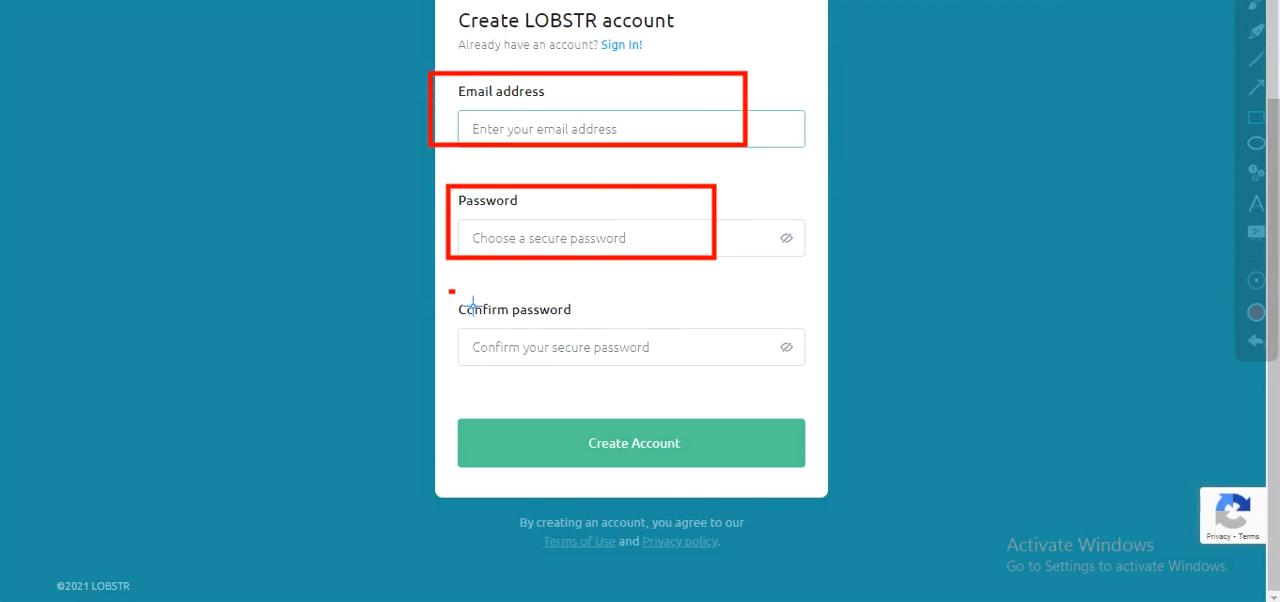 Create LOBSTR account
Already have an account? Sign In!
Email address
Enter your email address
Password
Choose a secure password
Confirm password
Confirm your secure password
Create Account
By creating an account, you agree to our
Terms of Use and Privacy policy.
Privacy - Terms
Activate Windows
Go to Settings to activate Windows.
©2021 LOBSTR